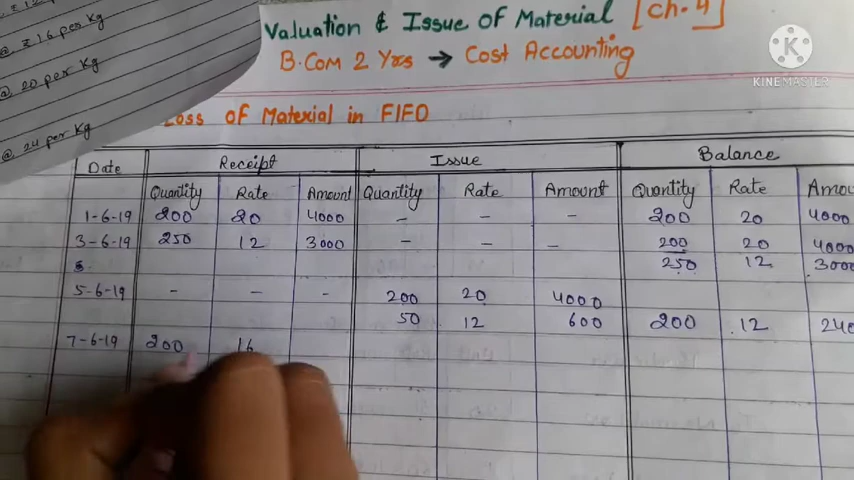 ₹ 12
@ ₹16 per Kg
@ 20 per Kg
@ 24 per Kg
Valuation & Issue Of Material [Ch. 4]
B.Com 2 Yrs → Cost Accounting
KINEMASTER
Loss Of Material in FIFO
Date Receipt Issue Balance
Quantity Rate Amount Quantity Rate Amount Quantity Rate Amou
1-6-19 200 20 4000 - - - 200 20 4000
3-6-19 250 12 3000 - - - 200 20 4000
250 12 3000
5-6-19 - - - 200 20 4000
50 12 600 200 12 240
7-6-19 200 16